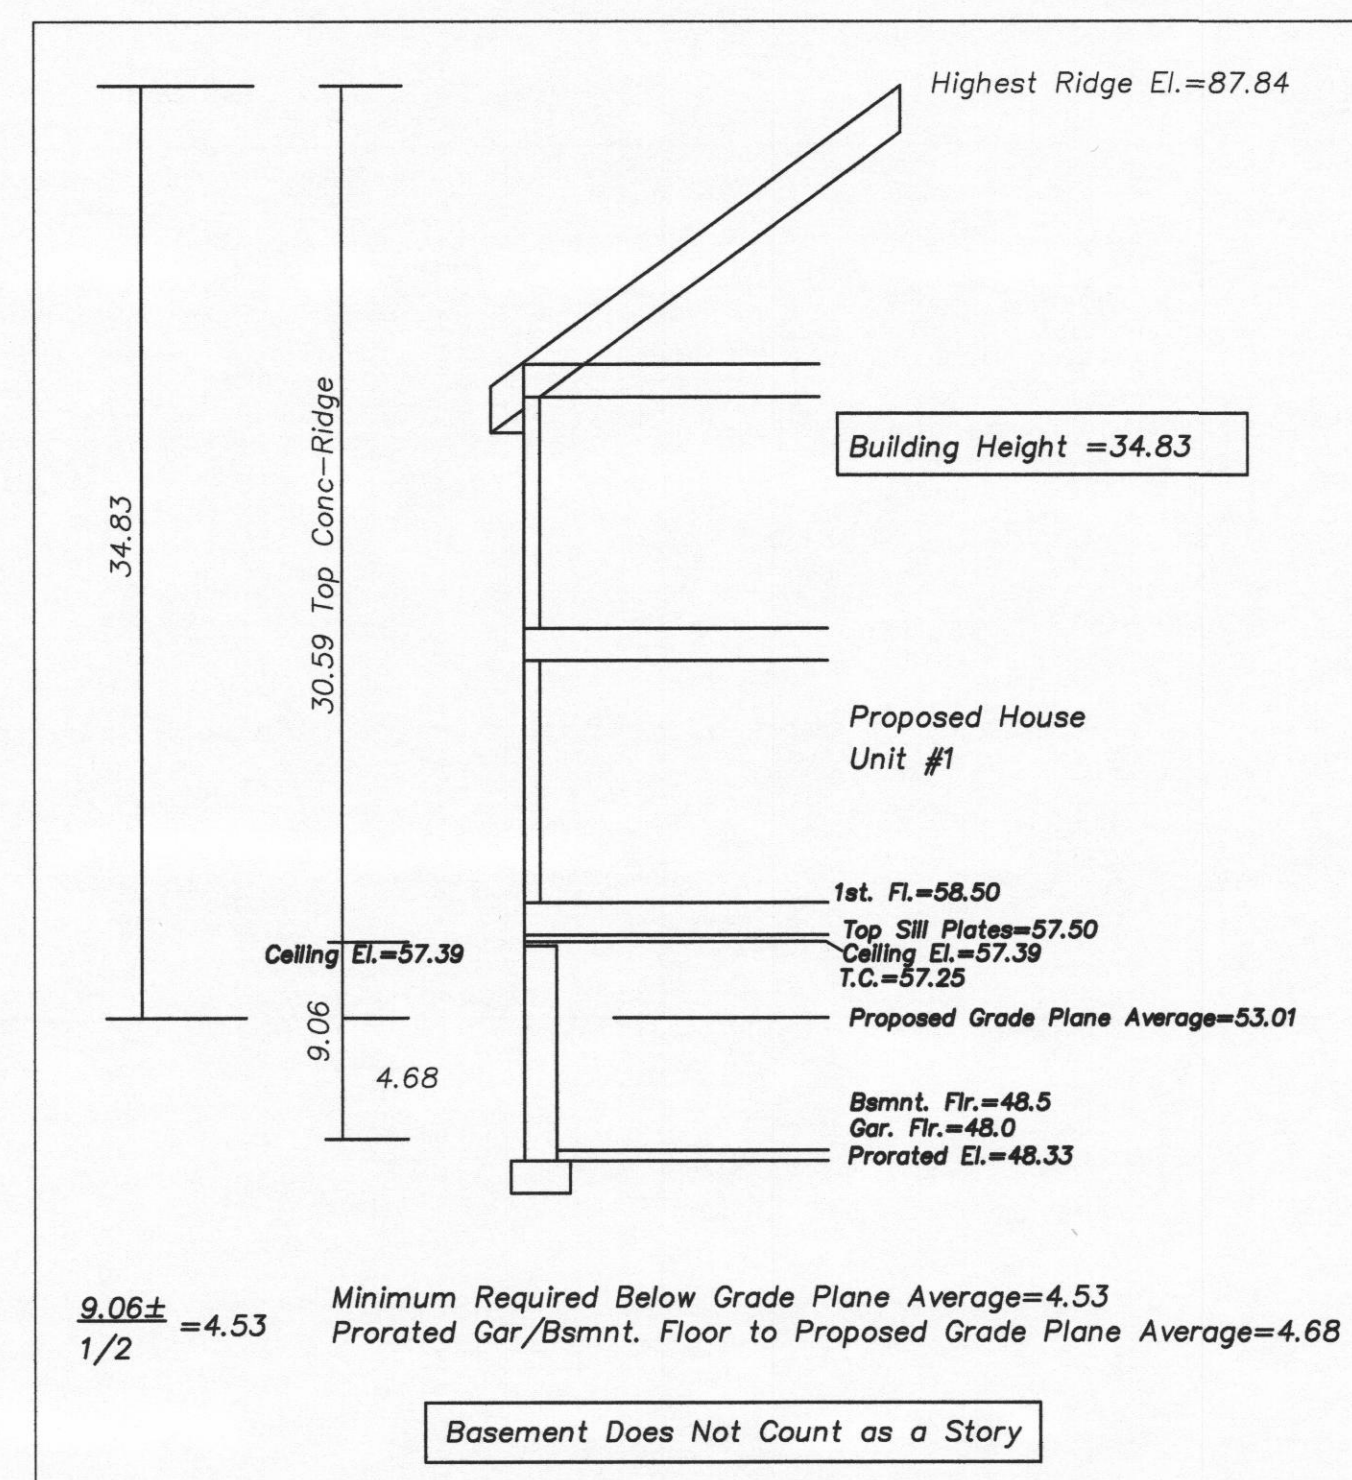 Highest Ridge El.=87.84
34.83
30.59 Top Conc-Ridge
Building Height =34.83
Proposed House
Unit #1
1st. Fl.=58.50
Top Sill Plates=57.50
Ceiling El.=57.39
Ceiling El.=57.39
T.C.=57.25
Proposed Grade Plane Average=53.01
9.06
4.68
Bsmnt. Flr.=48.5
Gar. Flr.=48.0
Prorated El.=48.33
9.06±
1/2
=4.53
Minimum Required Below Grade Plane Average=4.53
Prorated Gar/Bsmnt. Floor to Proposed Grade Plane Average=4.68
Basement Does Not Count as a Story